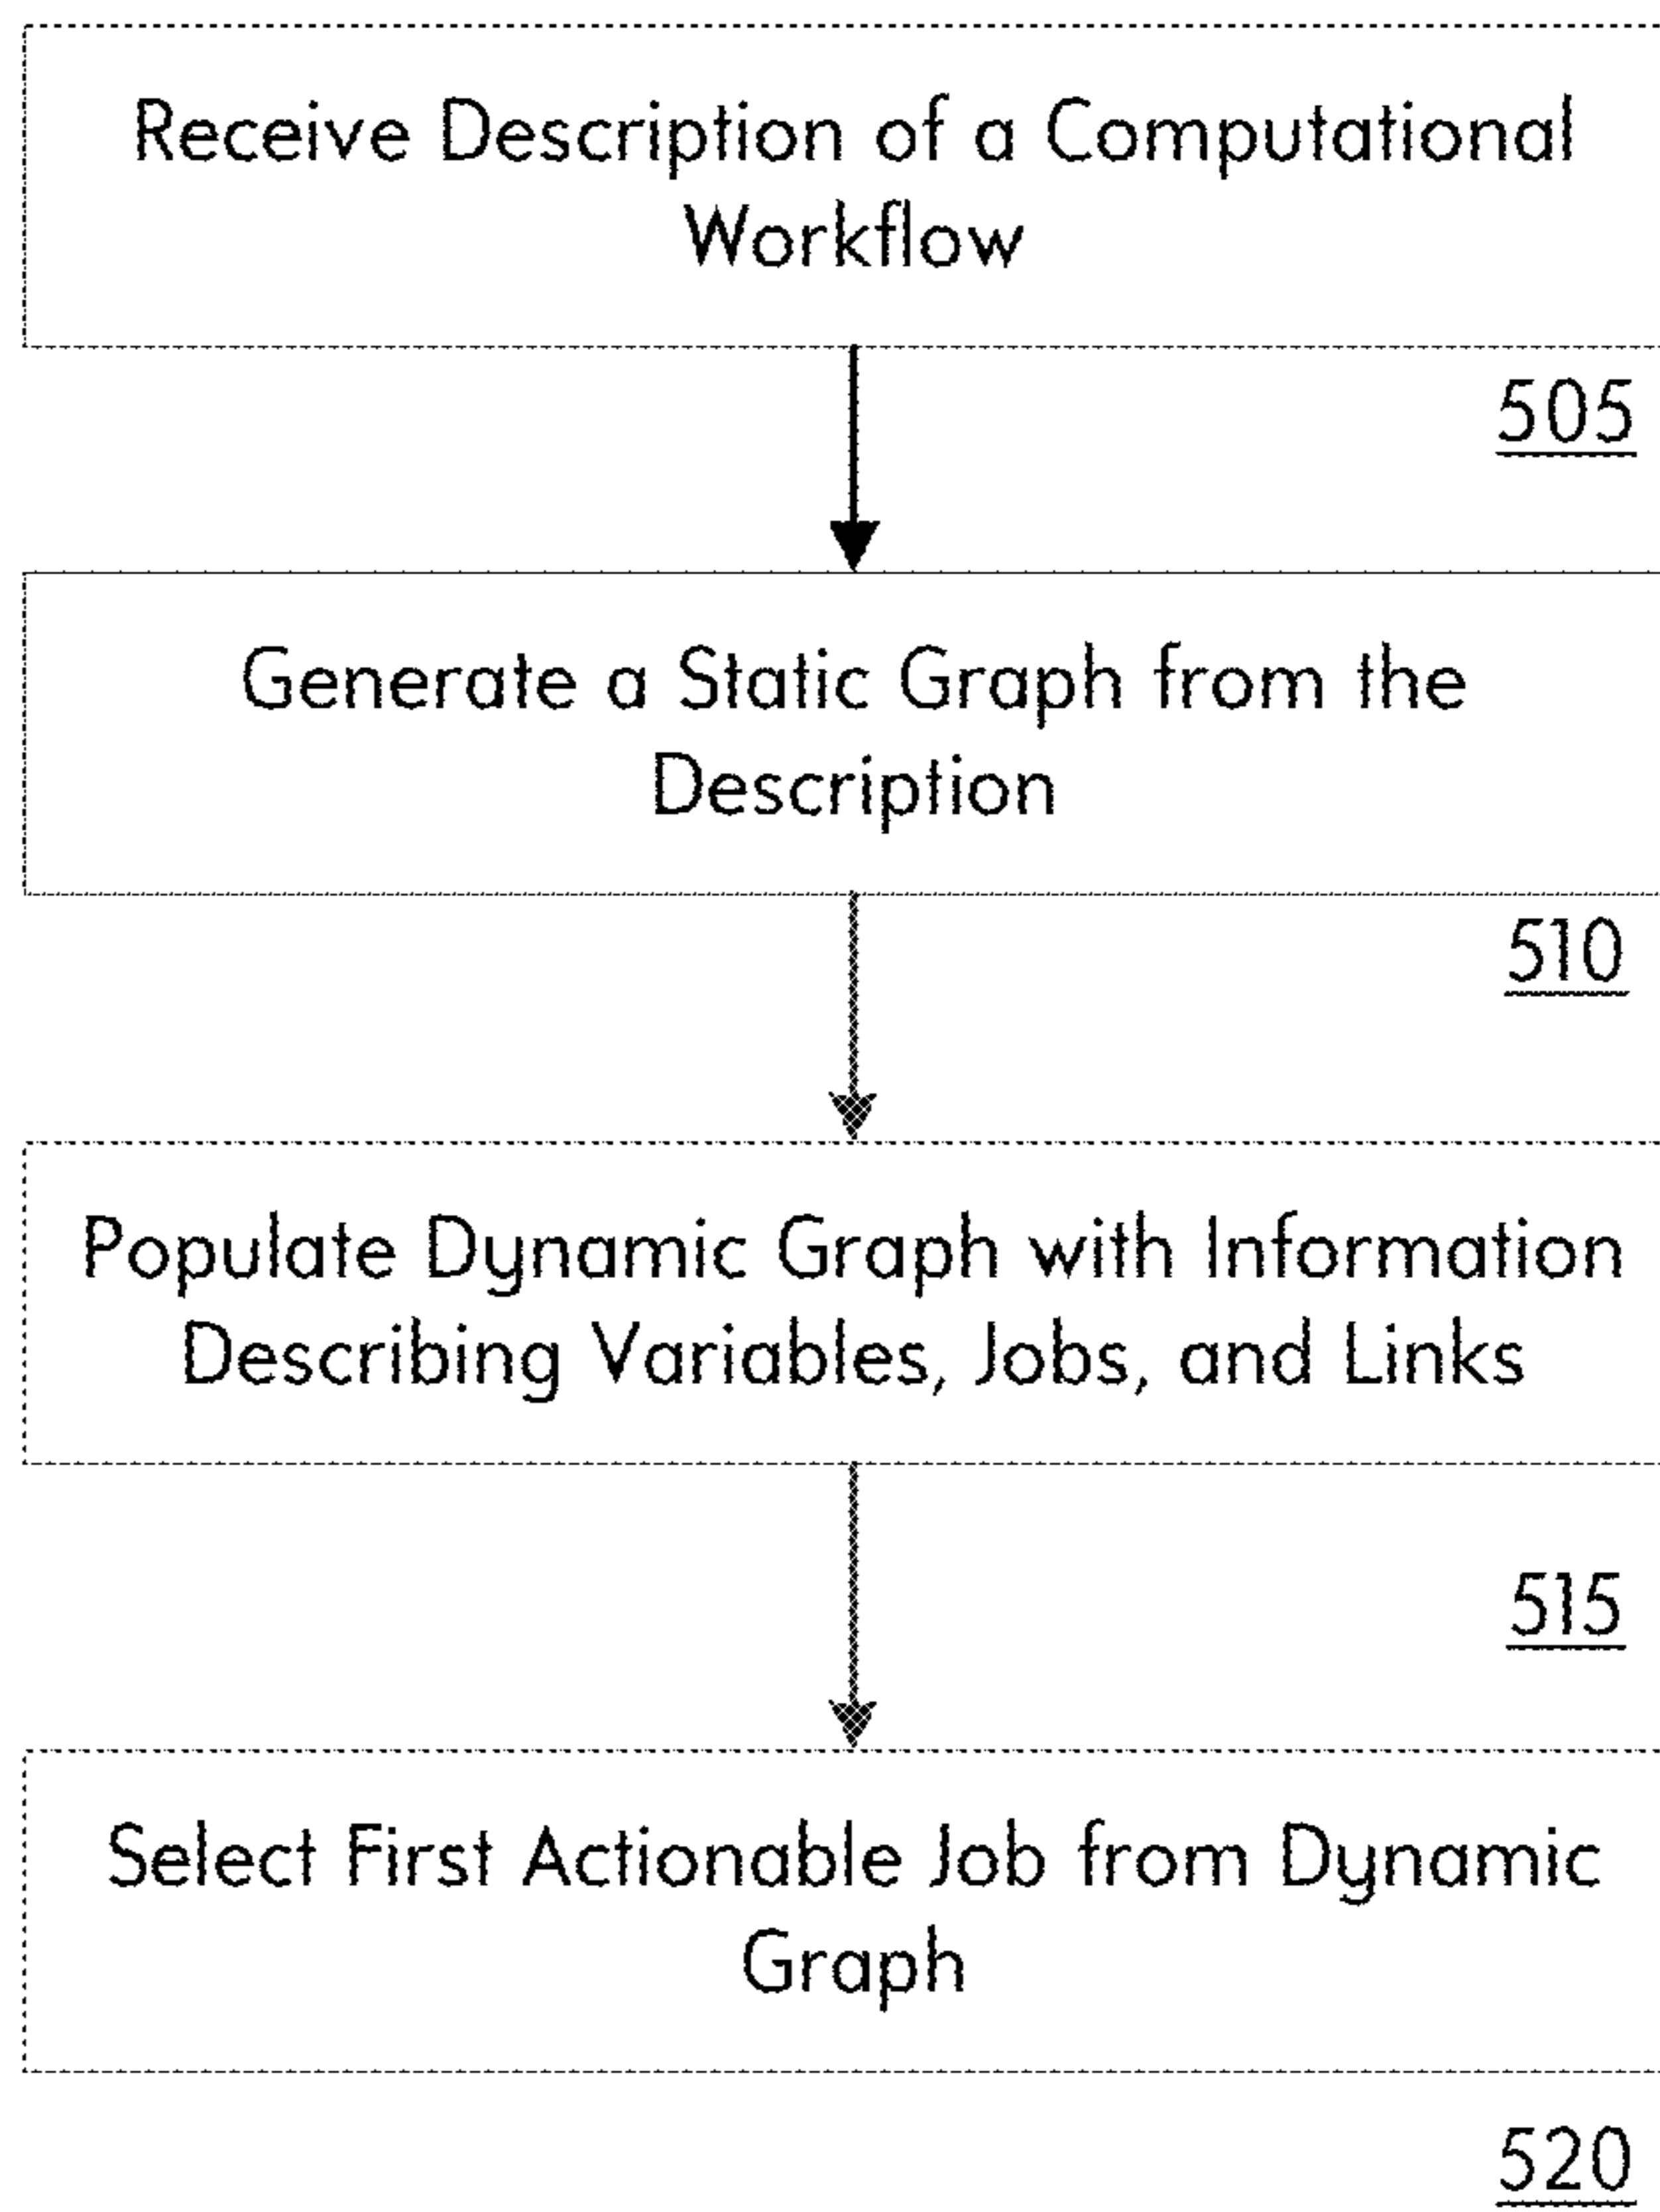 Receive Description of a Computational
Workflow
505
Generate a Static Graph from the
Description
510
Populate Dynamic Graph with Information
Describing Variables, Jobs, and Links
515
Select First Actionable Job from Dynamic
Graph
520